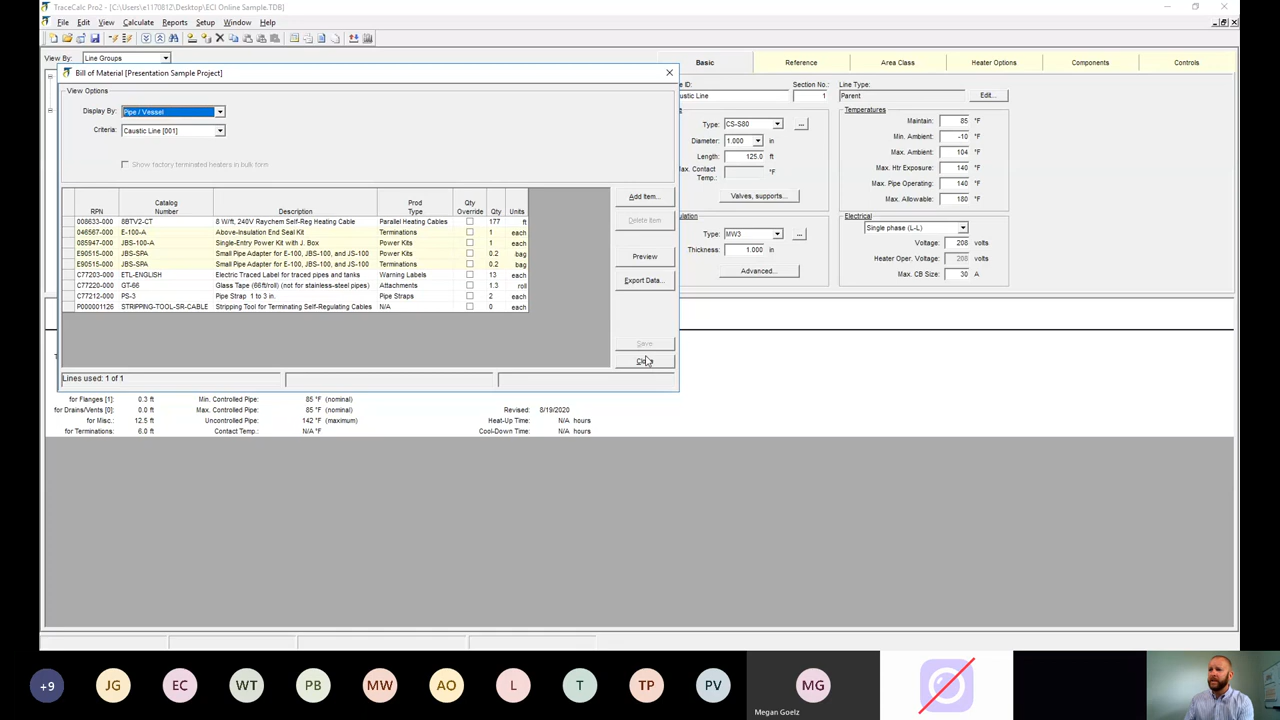 TraceCalc Pro2 - [C:\Users\e1170812\Desktop\ECI Online Sample.TDB]
File Edit View Calculate Reports Setup Window Help
View By: Line Groups
Bill of Material [Presentation Sample Project]
View Options
Display By: Pipe / Vessel
Criteria: Caustic Line [001]
Show factory terminated heaters in bulk form
RPN Catalog Number Description Prod Type Qty Override Qty Units
008633-000 8BTV2-CT 8 W/ft, 240V Raychem Self-Reg Heating Cable Parallel Heating Cables 177 ft
046567-000 E-100-A Above-Insulation End Seal Kit Terminations 1 each
085947-000 JBS-100-A Single-Entry Power Kit with J. Box Power Kits 1 each
E90515-000 JBS-SPA Small Pipe Adapter for E-100, JBS-100, and JS-100 Power Kits 0.2 bag
E90515-000 JBS-SPA Small Pipe Adapter for E-100, JBS-100, and JS-100 Terminations 0.2 bag
C77203-000 ETL-ENGLISH Electric Traced Label for traced pipes and tanks Warning Labels 13 each
C77220-000 GT-66 Glass Tape (66ft/roll) (not for stainless-steel pipes) Attachments 1.3 roll
C77212-000 PS-3 Pipe Strap 1 to 3 in. Pipe Straps 2 each
P000001126 STRIPPING-TOOL-SR-CABLE Stripping Tool for Terminating Self-Regulating Cables N/A 0 each
Add Item...
Delete Item
Preview
Export Data...
Save
Lines used: 1 of 1
Basic Reference Area Class Heater Options Components Controls
e ID: Section No.: Line Type:
austic Line 1 Parent Edit...
Type: CS-S80 ...
Diameter: 1.000 in
Length: 125.0 ft
ax. Contact Temp.: °F
Valves, supports...
ulation
Type: MW3 ...
Thickness: 1.000 in
Advanced...
Temperatures
Maintain: 85 °F
Min. Ambient: -10 °F
Max. Ambient: 104 °F
Max. Htr Exposure: 140 °F
Max. Pipe Operating: 140 °F
Max. Allowable: 180 °F
Electrical
Single phase (L-L)
Voltage: 208 volts
Heater Oper. Voltage: 208 volts
Max. CB Size: 30 A
for Flanges [1]: 0.3 ft Min. Controlled Pipe: 85 °F (nominal)
for Drains/Vents [0]: 0.0 ft Max. Controlled Pipe: 85 °F (nominal) Revised: 8/19/2020
for Misc.: 12.5 ft Uncontrolled Pipe: 142 °F (maximum) Heat-Up Time: N/A hours
for Terminations: 6.0 ft Contact Temp.: N/A °F Cool-Down Time: N/A hours
+9 JG EC WT PB MW AO L T TP PV MG
Megan Goelz